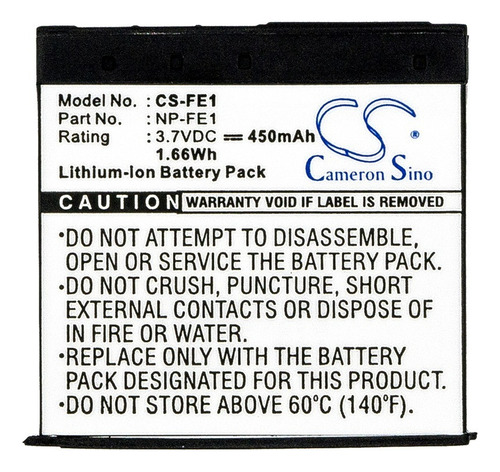 Model No. : CS-FE1
Part No. : NP-FE1
Rating : 3.7VDC ⎓ 450mAh
1.66Wh
Lithium-Ion Battery Pack
CS
Cameron Sino
®
CAUTION WARRANTY VOID IF LABEL IS REMOVED
•DO NOT ATTEMPT TO DISASSEMBLE,
OPEN OR SERVICE THE BATTERY PACK.
•DO NOT CRUSH, PUNCTURE, SHORT
EXTERNAL CONTACTS OR DISPOSE OF
IN FIRE OR WATER.
•REPLACE ONLY WITH THE BATTERY
PACK DESIGNATED FOR THIS PRODUCT.
•DO NOT STORE ABOVE 60°C (140°F).